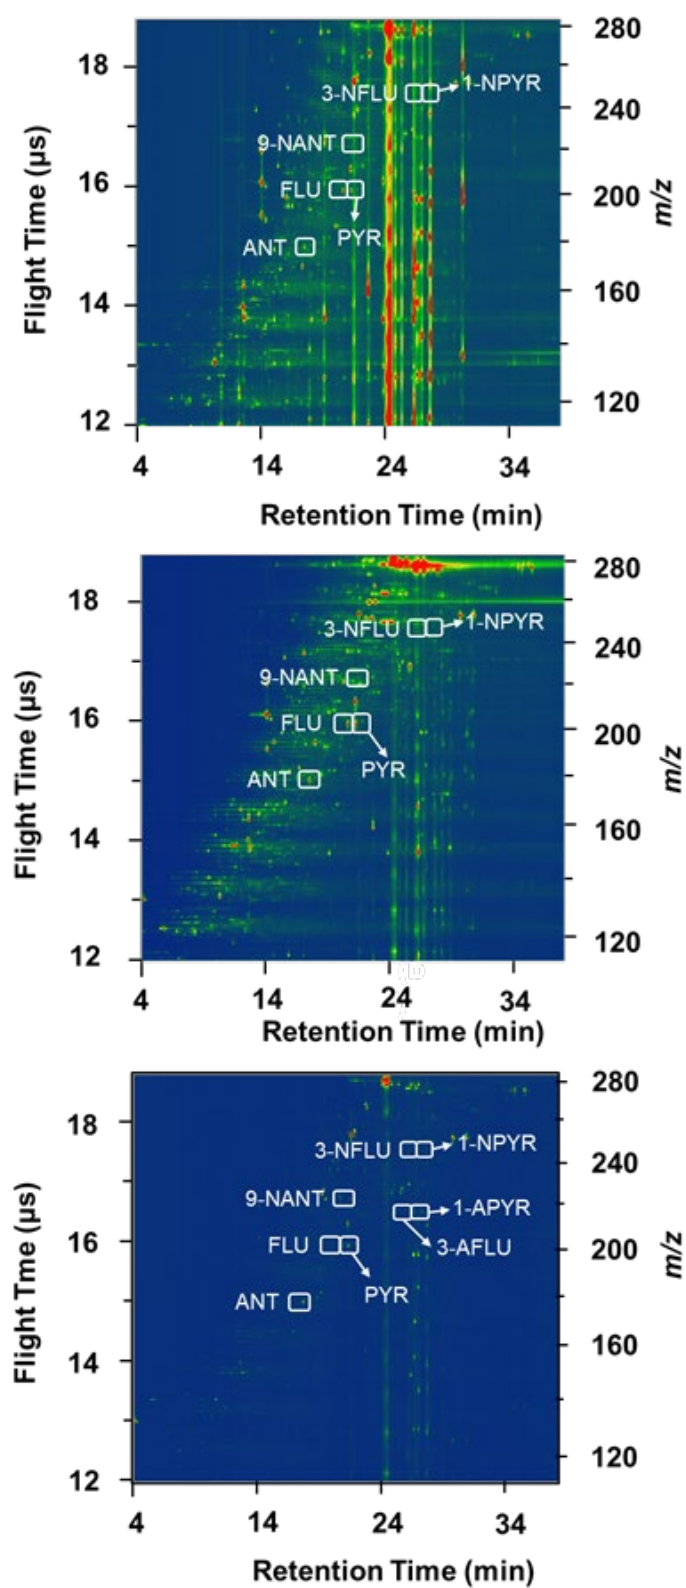 280
18
3-NFLU 1-NPYR
240
9-NANT
16
FLU
200
PYR
ANT
14
160
12
120
Flight Time (µs)
m/z
4 14 24 34
Retention Time (min)
280
18
3-NFLU 1-NPYR
240
9-NANT
16
FLU
200
PYR
ANT
14
160
12
120
Flight Time (µs)
m/z
4 14 24 34
Retention Time (min)
280
18
3-NFLU 1-NPYR
240
9-NANT
1-APYR
16
FLU
3-AFLU
200
PYR
ANT
14
160
12
120
Flight Tme (µs)
m/z
4 14 24 34
Retention Time (min)